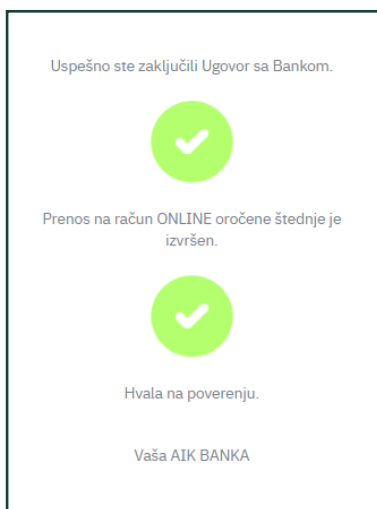 Uspešno ste zaključili Ugovor sa Bankom.
Prenos na račun ONLINE oročene štednje je
izvršen.
Hvala na poverenju.
Vaša AIK BANKA